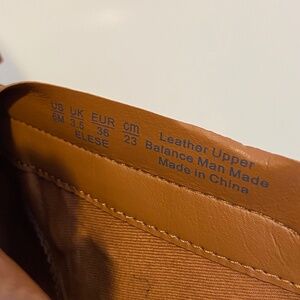 US UK EUR cm
6M 3.5 36 23
ELESE
Leather Upper
Balance Man Made
Made in China